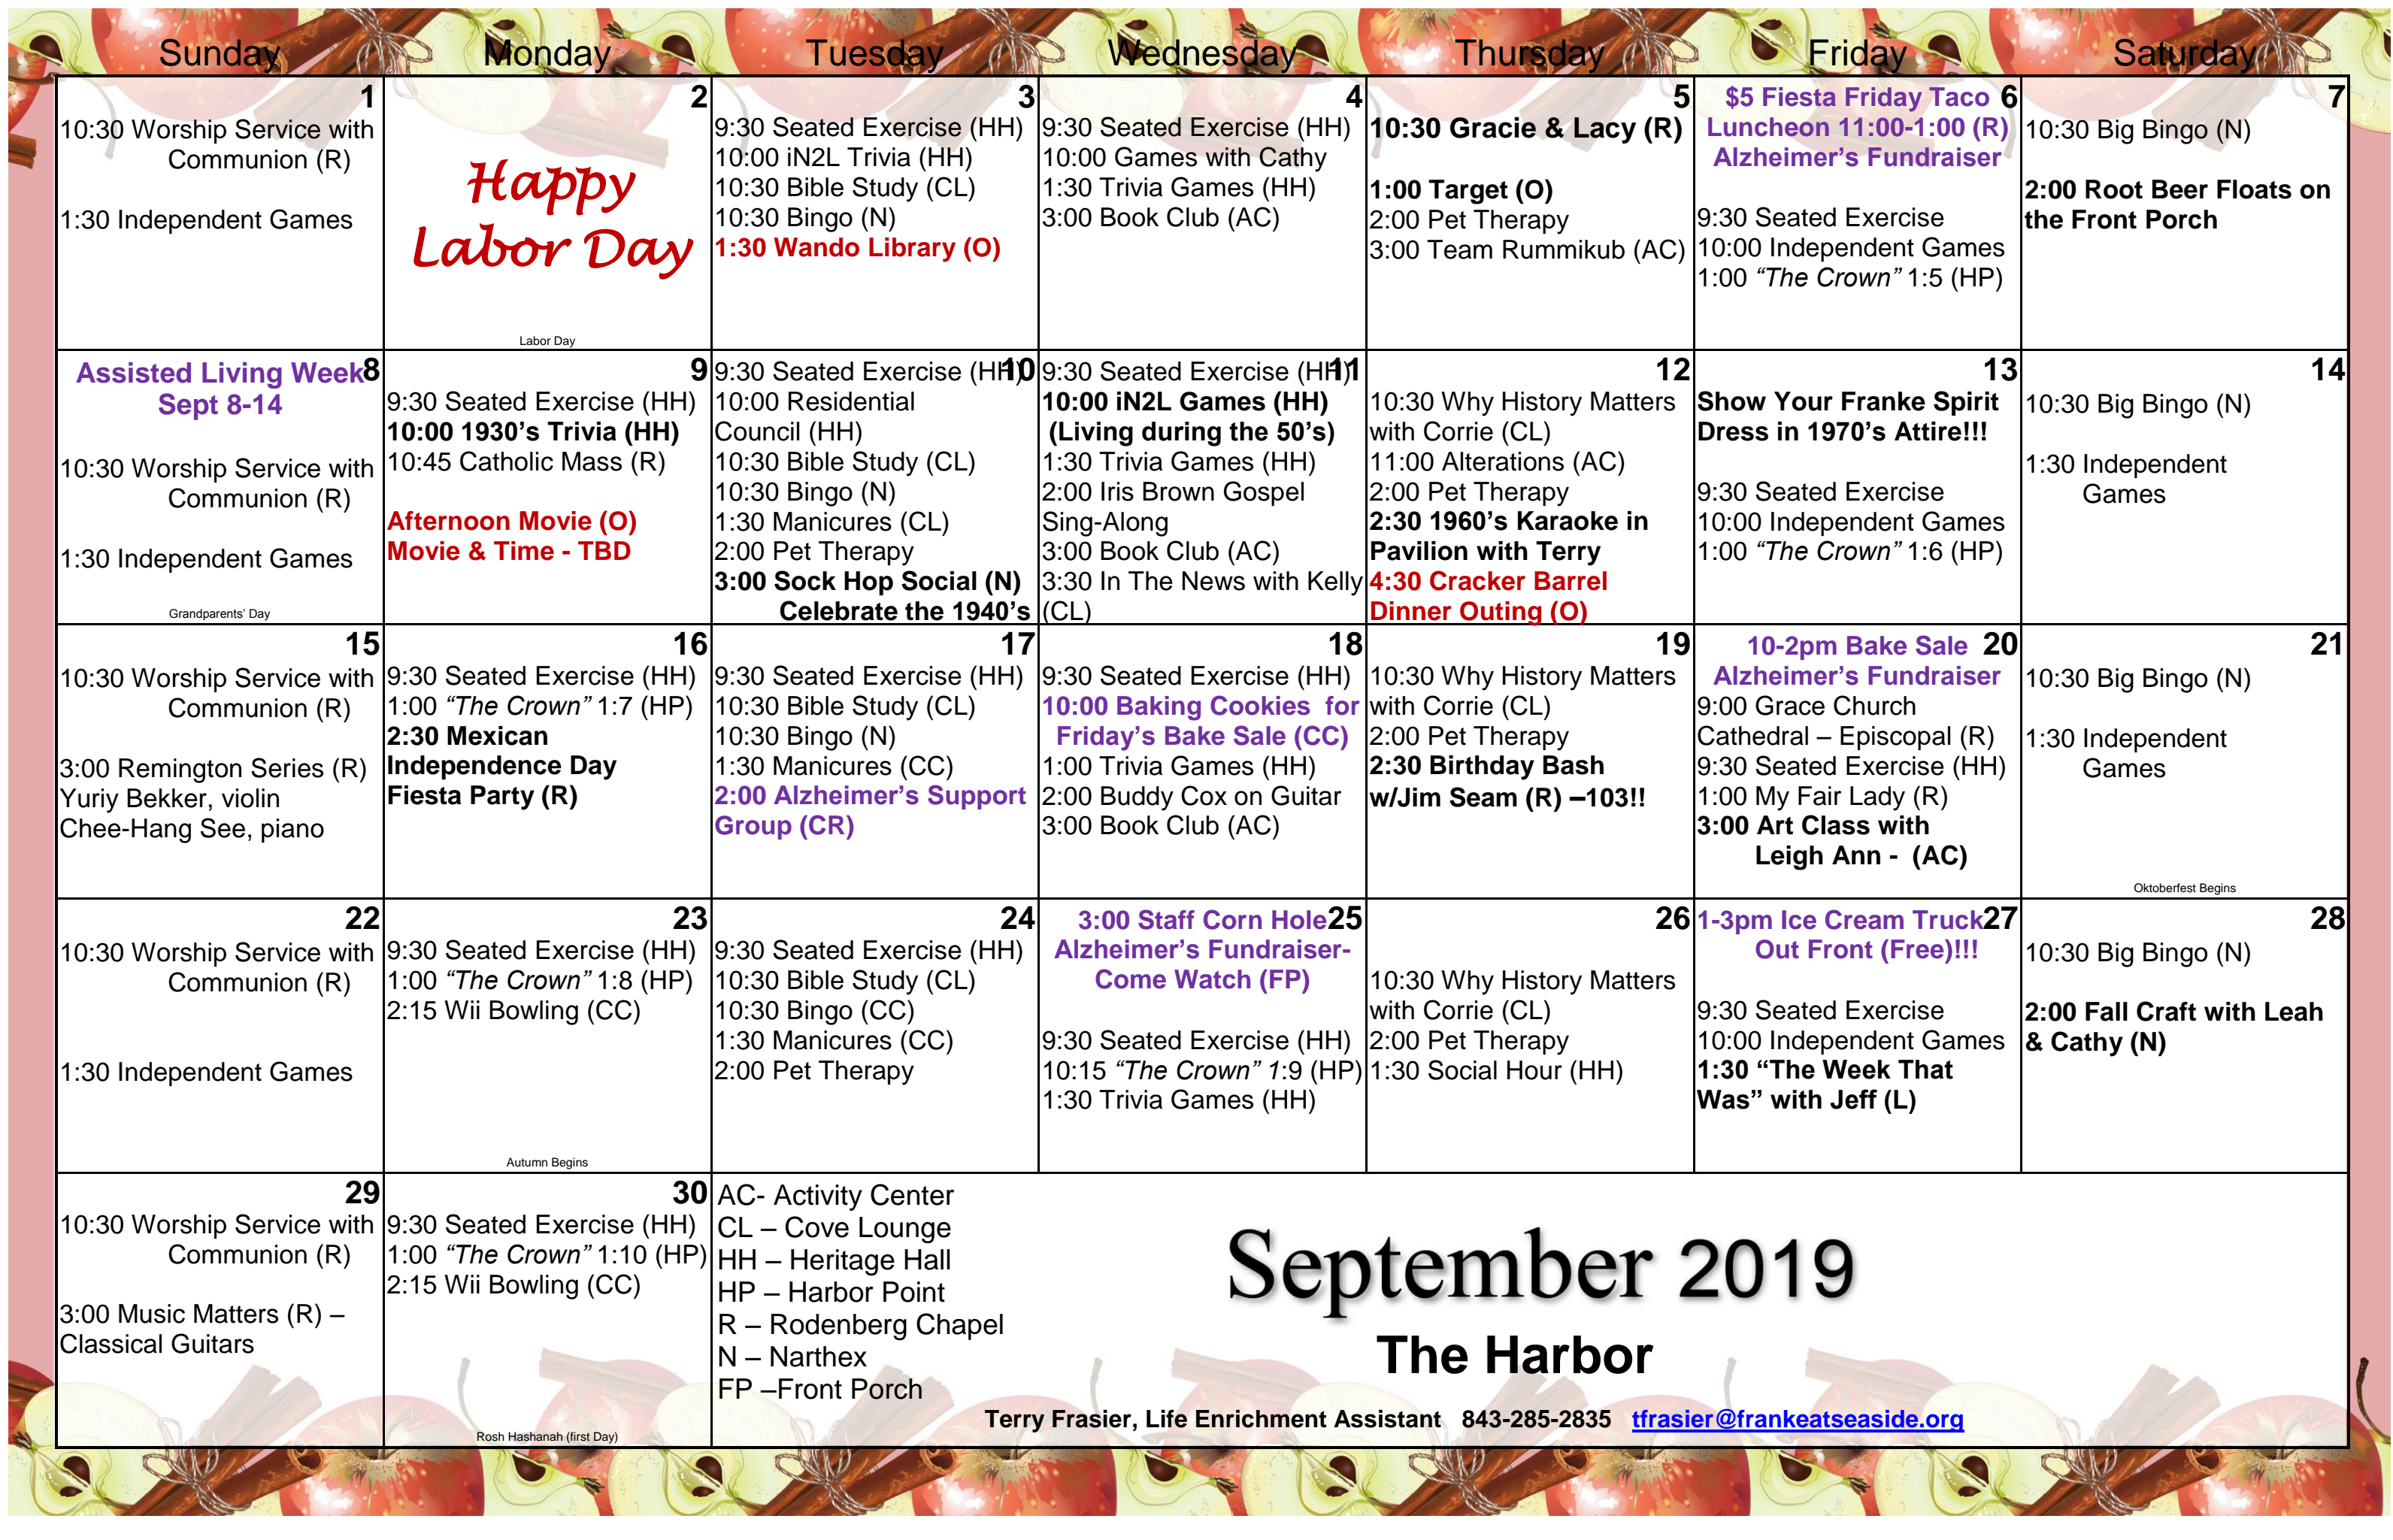 Sunday Monday Tuesday Wednesday Thursday Friday Saturday
1
10:30 Worship Service with
Communion (R)
1:30 Independent Games
2
Happy
Labor Day
Labor Day
3
9:30 Seated Exercise (HH)
10:00 iN2L Trivia (HH)
10:30 Bible Study (CL)
10:30 Bingo (N)
1:30 Wando Library (O)
4
9:30 Seated Exercise (HH)
10:00 Games with Cathy
1:30 Trivia Games (HH)
3:00 Book Club (AC)
5
10:30 Gracie & Lacy (R)
1:00 Target (O)
2:00 Pet Therapy
3:00 Team Rummikub (AC)
$5 Fiesta Friday Taco 6
Luncheon 11:00-1:00 (R)
Alzheimer's Fundraiser
9:30 Seated Exercise
10:00 Independent Games
1:00 "The Crown" 1:5 (HP)
7
10:30 Big Bingo (N)
2:00 Root Beer Floats on
the Front Porch
Assisted Living Week 8
Sept 8-14
10:30 Worship Service with
Communion (R)
1:30 Independent Games
Grandparents' Day
9
9:30 Seated Exercise (HH)
10:00 1930's Trivia (HH)
10:45 Catholic Mass (R)
Afternoon Movie (O)
Movie & Time - TBD
9:30 Seated Exercise (HH) 10
10:00 Residential
Council (HH)
10:30 Bible Study (CL)
10:30 Bingo (N)
1:30 Manicures (CL)
2:00 Pet Therapy
3:00 Sock Hop Social (N)
Celebrate the 1940's
9:30 Seated Exercise (HH) 11
10:00 iN2L Games (HH)
(Living during the 50's)
1:30 Trivia Games (HH)
2:00 Iris Brown Gospel
Sing-Along
3:00 Book Club (AC)
3:30 In The News with Kelly
(CL)
12
10:30 Why History Matters
with Corrie (CL)
11:00 Alterations (AC)
2:00 Pet Therapy
2:30 1960's Karaoke in
Pavilion with Terry
4:30 Cracker Barrel
Dinner Outing (O)
13
Show Your Franke Spirit
Dress in 1970's Attire!!!
9:30 Seated Exercise
10:00 Independent Games
1:00 "The Crown" 1:6 (HP)
14
10:30 Big Bingo (N)
1:30 Independent
Games
15
10:30 Worship Service with
Communion (R)
3:00 Remington Series (R)
Yuriy Bekker, violin
Chee-Hang See, piano
16
9:30 Seated Exercise (HH)
1:00 "The Crown" 1:7 (HP)
2:30 Mexican
Independence Day
Fiesta Party (R)
17
9:30 Seated Exercise (HH)
10:30 Bible Study (CL)
10:30 Bingo (N)
1:30 Manicures (CC)
2:00 Alzheimer's Support
Group (CR)
18
9:30 Seated Exercise (HH)
10:00 Baking Cookies for
Friday's Bake Sale (CC)
1:00 Trivia Games (HH)
2:00 Buddy Cox on Guitar
3:00 Book Club (AC)
19
10:30 Why History Matters
with Corrie (CL)
2:00 Pet Therapy
2:30 Birthday Bash
w/Jim Seam (R) –103!!
10-2pm Bake Sale 20
Alzheimer's Fundraiser
9:00 Grace Church
Cathedral – Episcopal (R)
9:30 Seated Exercise (HH)
1:00 My Fair Lady (R)
3:00 Art Class with
Leigh Ann - (AC)
21
10:30 Big Bingo (N)
1:30 Independent
Games
Oktoberfest Begins
22
10:30 Worship Service with
Communion (R)
1:30 Independent Games
23
9:30 Seated Exercise (HH)
1:00 "The Crown" 1:8 (HP)
2:15 Wii Bowling (CC)
Autumn Begins
24
9:30 Seated Exercise (HH)
10:30 Bible Study (CL)
10:30 Bingo (CC)
1:30 Manicures (CC)
2:00 Pet Therapy
3:00 Staff Corn Hole 25
Alzheimer's Fundraiser-
Come Watch (FP)
9:30 Seated Exercise (HH)
10:15 "The Crown" 1:9 (HP)
1:30 Trivia Games (HH)
26
10:30 Why History Matters
with Corrie (CL)
2:00 Pet Therapy
1:30 Social Hour (HH)
1-3pm Ice Cream Truck 27
Out Front (Free)!!!
9:30 Seated Exercise
10:00 Independent Games
1:30 "The Week That
Was" with Jeff (L)
28
10:30 Big Bingo (N)
2:00 Fall Craft with Leah
& Cathy (N)
29
10:30 Worship Service with
Communion (R)
3:00 Music Matters (R) –
Classical Guitars
30
9:30 Seated Exercise (HH)
1:00 "The Crown" 1:10 (HP)
2:15 Wii Bowling (CC)
Rosh Hashanah (first Day)
AC- Activity Center
CL – Cove Lounge
HH – Heritage Hall
HP – Harbor Point
R – Rodenberg Chapel
N – Narthex
FP –Front Porch
September 2019
The Harbor
Terry Frasier, Life Enrichment Assistant 843-285-2835 tfrasier@frankeatseaside.org